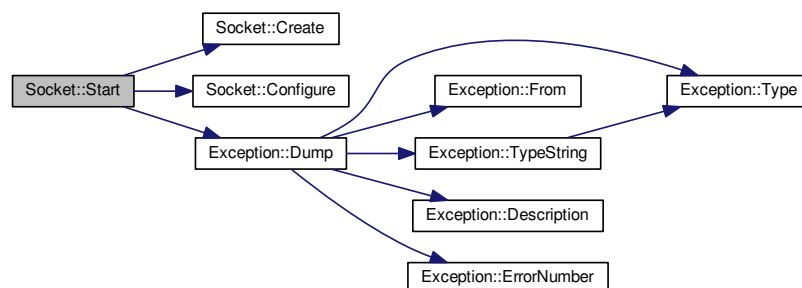 Socket::Create
Socket::Start
Socket::Configure
Exception::From
Exception::Type
Exception::Dump
Exception::TypeString
Exception::Description
Exception::ErrorNumber